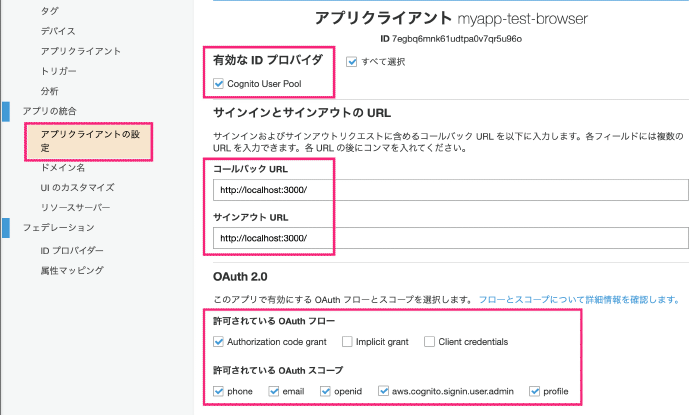 タグ
デバイス
アプリクライアント
トリガー
分析
アプリの統合
アプリクライアントの設
定
ドメイン名
UI のカスタマイズ
リソースサーバー
フェデレーション
ID プロバイダー
属性マッピング
アプリクライアント myapp-test-browser
ID 7egbq6mnk61udtpa0v7qr5u96o
有効な ID プロバイダ
すべて選択
Cognito User Pool
サインインとサインアウトの URL
サインインおよびサインアウトリクエストに含めるコールバック URL を以下に入力します。各フィールドには複数の
URL を入力できます。各 URL の後にコンマを入れてください。
コールバック URL
http://localhost:3000/
サインアウト URL
http://localhost:3000/
OAuth 2.0
このアプリで有効にする OAuth フローとスコープを選択します。 フローとスコープについて詳細情報を確認します。
許可されている OAuth フロー
Authorization code grant Implicit grant Client credentials
許可されている OAuth スコープ
phone email openid aws.cognito.signin.user.admin profile